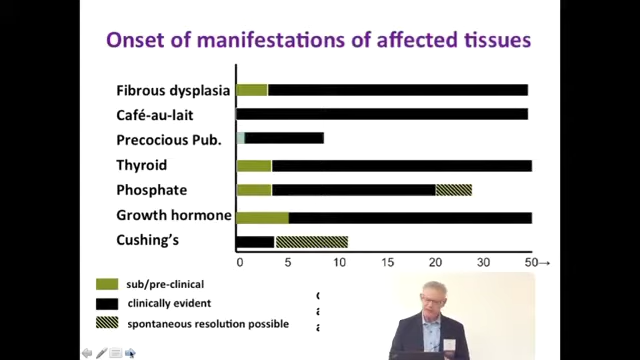 Onset of manifestations of affected tissues
Fibrous dysplasia
Café-au-lait
Precocious Pub.
Thyroid
Phosphate
Growth hormone
Cushing's
0 5 10 15 20 30 50→
sub/pre-clinical
clinically evident
spontaneous resolution possible